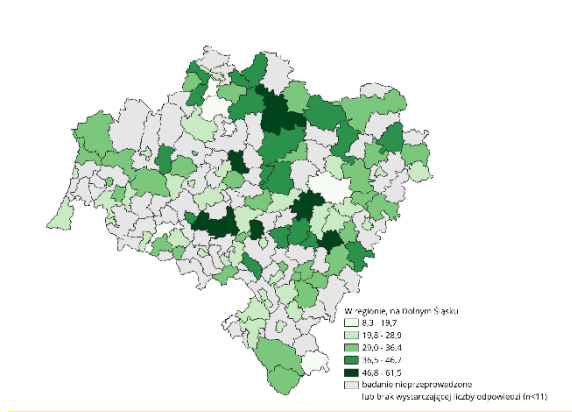 W regionie, na Dolnym Śląsku
8,3 - 19,7
19,8 - 28,9
29,0 - 36,4
36,5 - 46,7
46,8 - 61,5
badanie nieprzeprowadzone
lub brak wystarczającej liczby odpowiedzi fn<11)